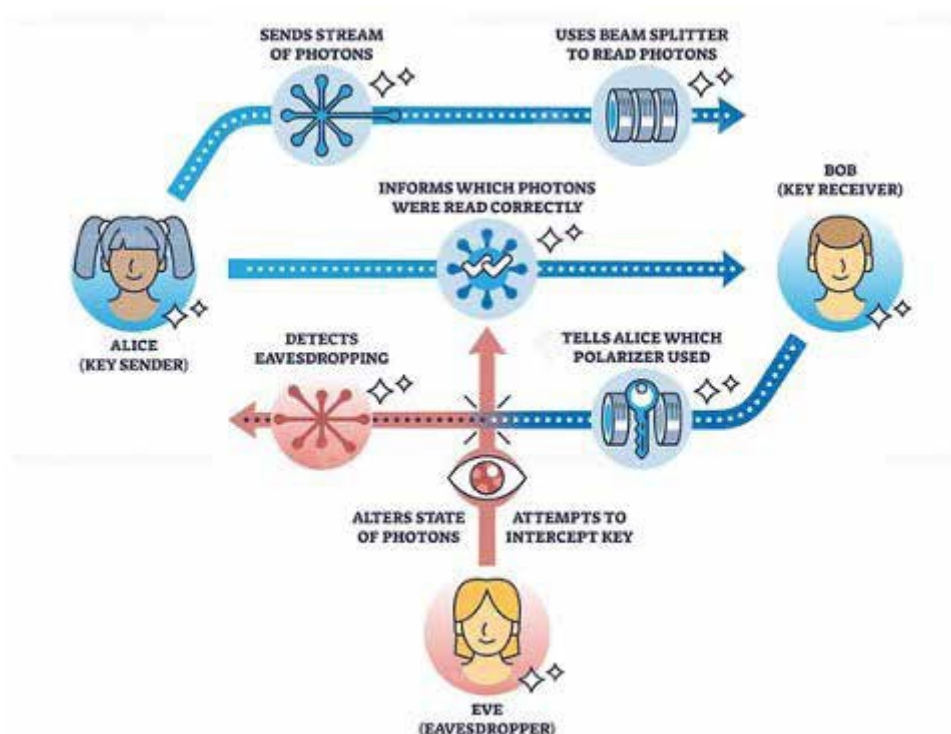 SENDS STREAM
OF PHOTONS
USES BEAM SPLITTER
TO READ PHOTONS
INFORMS WHICH PHOTONS
WERE READ CORRECTLY
BOB
(KEY RECEIVER)
ALICE
(KEY SENDER)
DETECTS
EAVESDROPPING
TELLS ALICE WHICH
POLARIZER USED
ALTERS STATE
OF PHOTONS
ATTEMPTS TO
INTERCEPT KEY
EVE
(EAVESDROPPER)